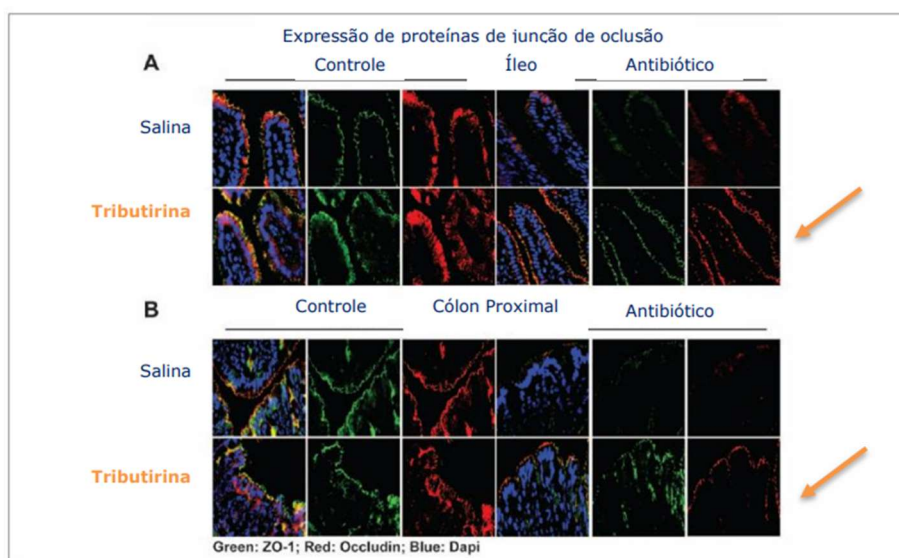 Expressão de proteínas de junção de oclusão
A
Controle Íleo Antibiótico
Salina
Tributirina
B
Controle Cólon Proximal Antibiótico
Salina
Tributirina
Green: ZO-1; Red: Occludin; Blue: Dapi